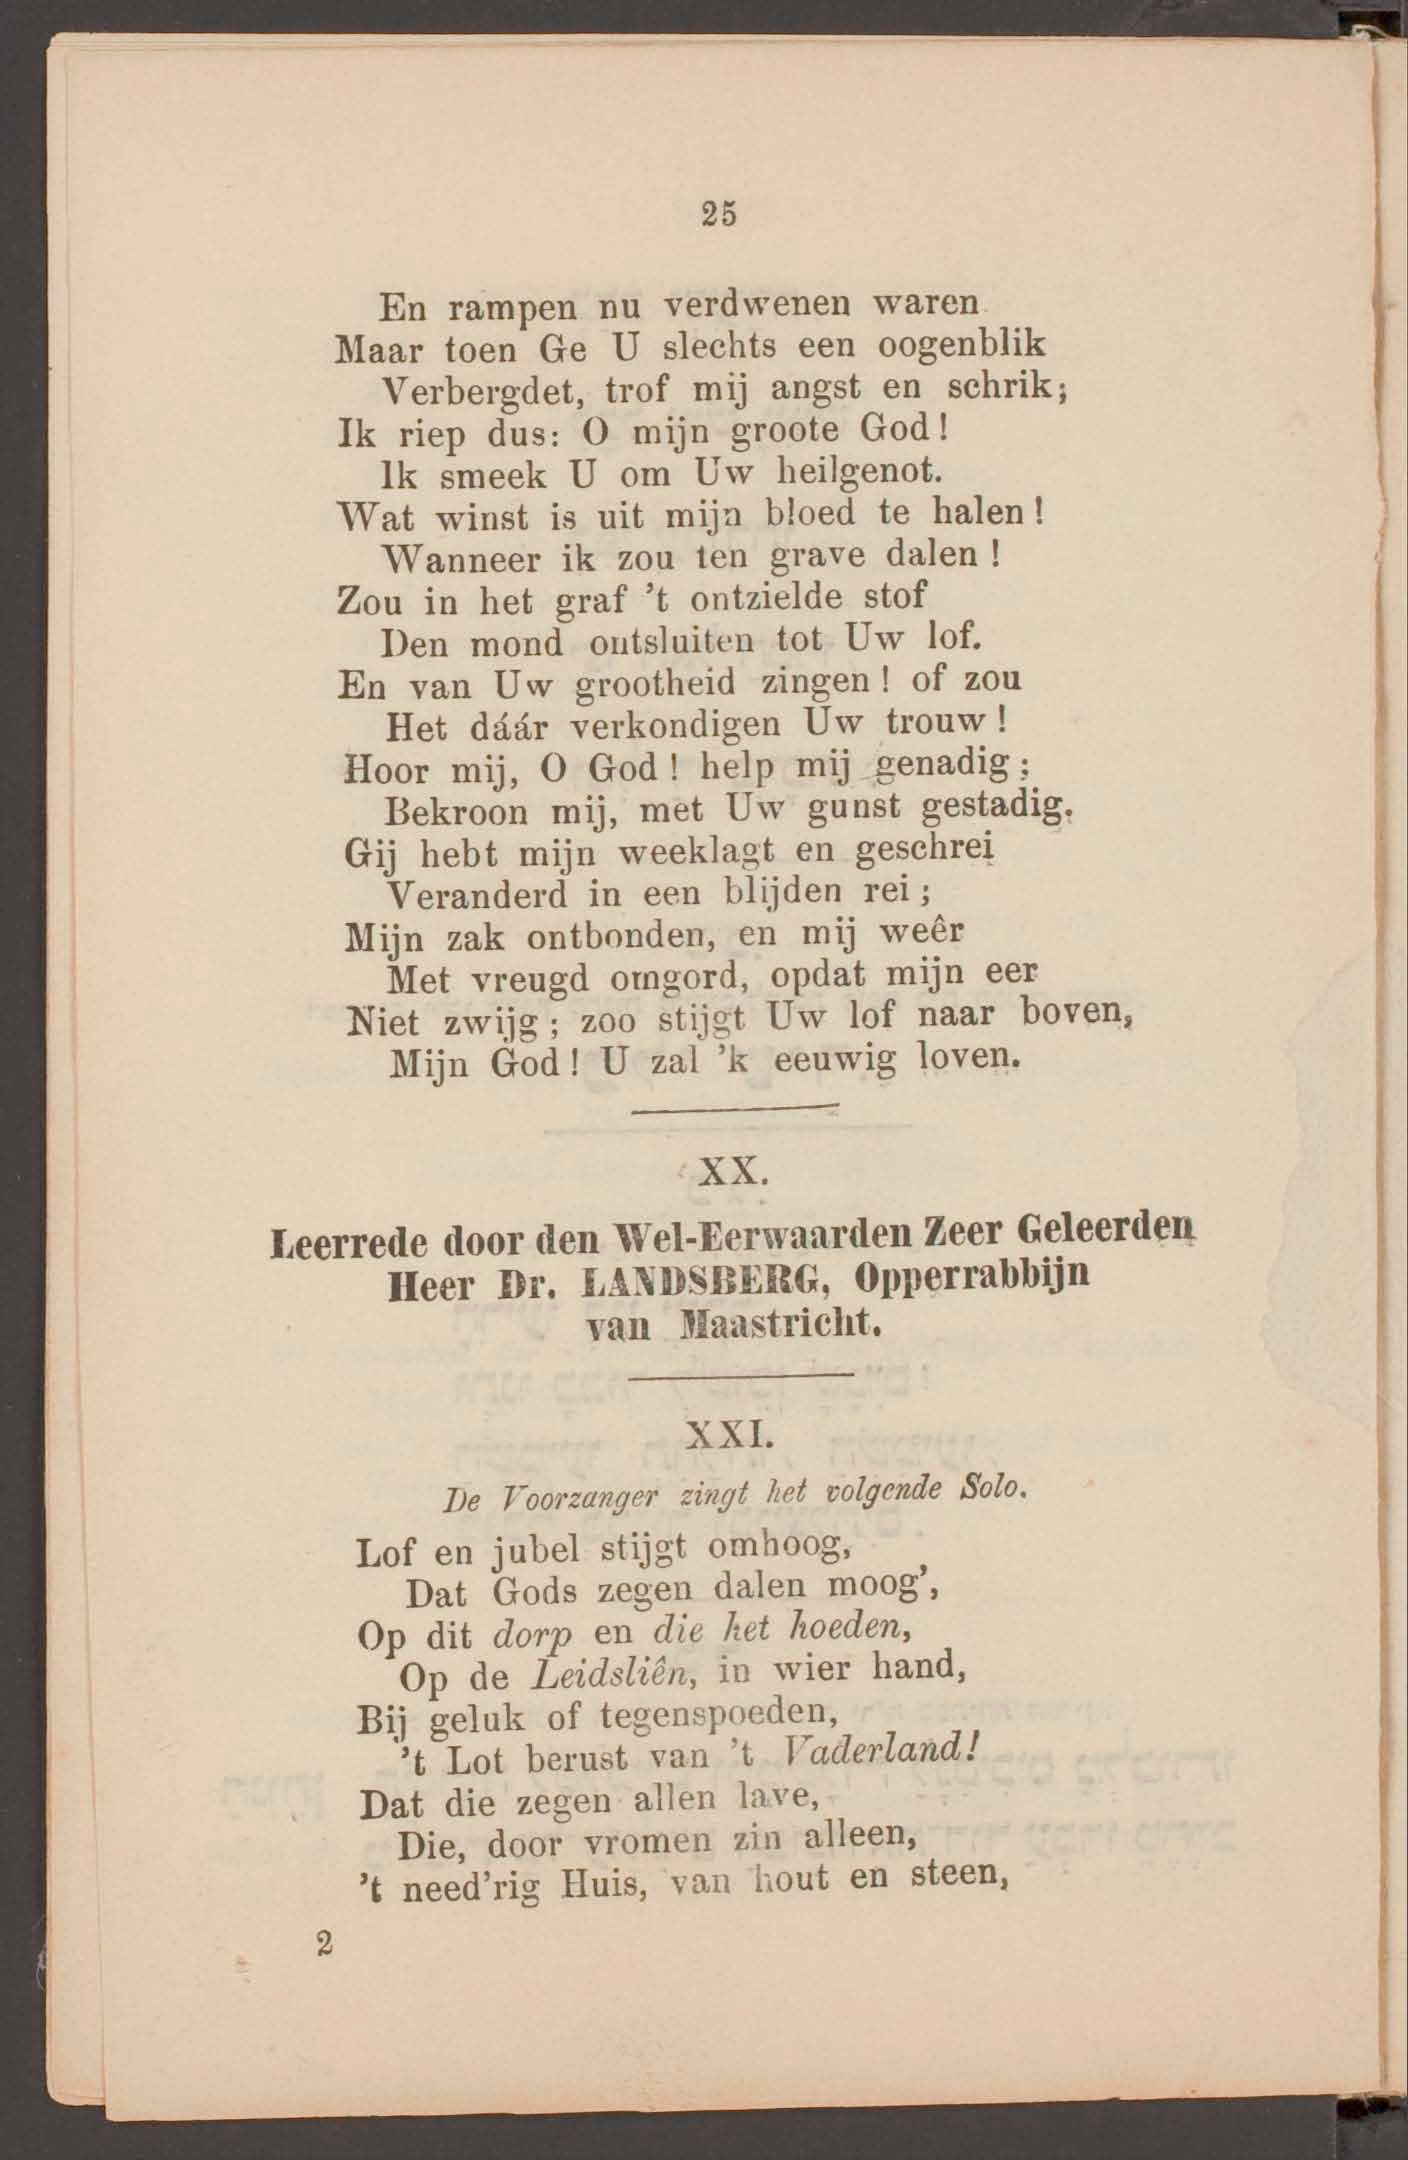 25
En rampen nu verdwenen waren
Maar toen Ge U slechts een oogenblik
Verbergdet, trof mij angst en schrik;
Ik riep dus: O mijn groote God!
Ik smeek U om Uw heilgenot.
Wat winst is uit mijn bloed te halen!
Wanneer ik zou ten grave dalen!
Zou in het graf 't ontzielde stof
Den mond ontsluiten tot Uw lof.
En van Uw grootheid zingen! of zou
Het dáár verkondigen Uw trouw!
Hoor mij, O God! help mij genadig;
Bekroon mij, met Uw gunst gestadig.
Gij hebt mijn weeklagt en geschrei
Veranderd in een blijden rei;
Mijn zak ontbonden, en mij weêr
Met vreugd omgord, opdat mijn eer
Niet zwijg; zoo stijgt Uw lof naar boven,
Mijn God! U zal 'k eeuwig loven.
XX.
Leerrede door den Wel-Eerwaarden Zeer Geleerden
Heer Dr. LANDSBERG, Opperrabbijn
van Maastricht.
XXI.
De Voorzanger zingt het volgende Solo.
Lof en jubel stijgt omhoog,
Dat Gods zegen dalen moog',
Op dit dorp en die het hoeden,
Op de Leidsliên, in wier hand,
Bij geluk of tegenspoeden,
't Lot berust van 't Vaderland!
Dat die zegen allen lave,
Die, door vromen zin alleen,
't need'rig Huis, van hout en steen,
2